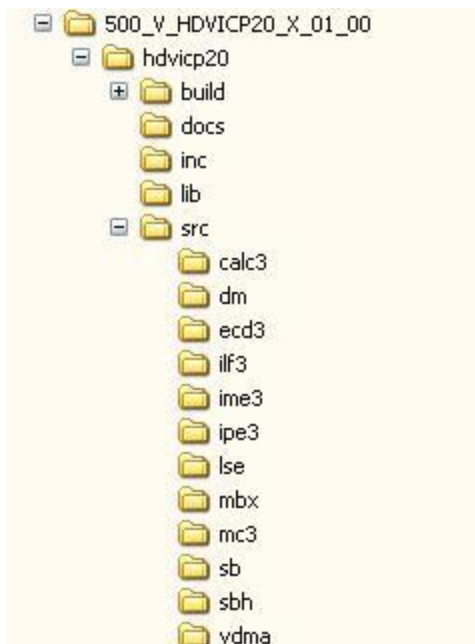 500_V_HDVICP20_X_01_00
hdvicp20
build
docs
inc
lib
src
calc3
dm
ecd3
ilf3
ime3
ipe3
lse
mbx
mc3
sb
sbh
vdma